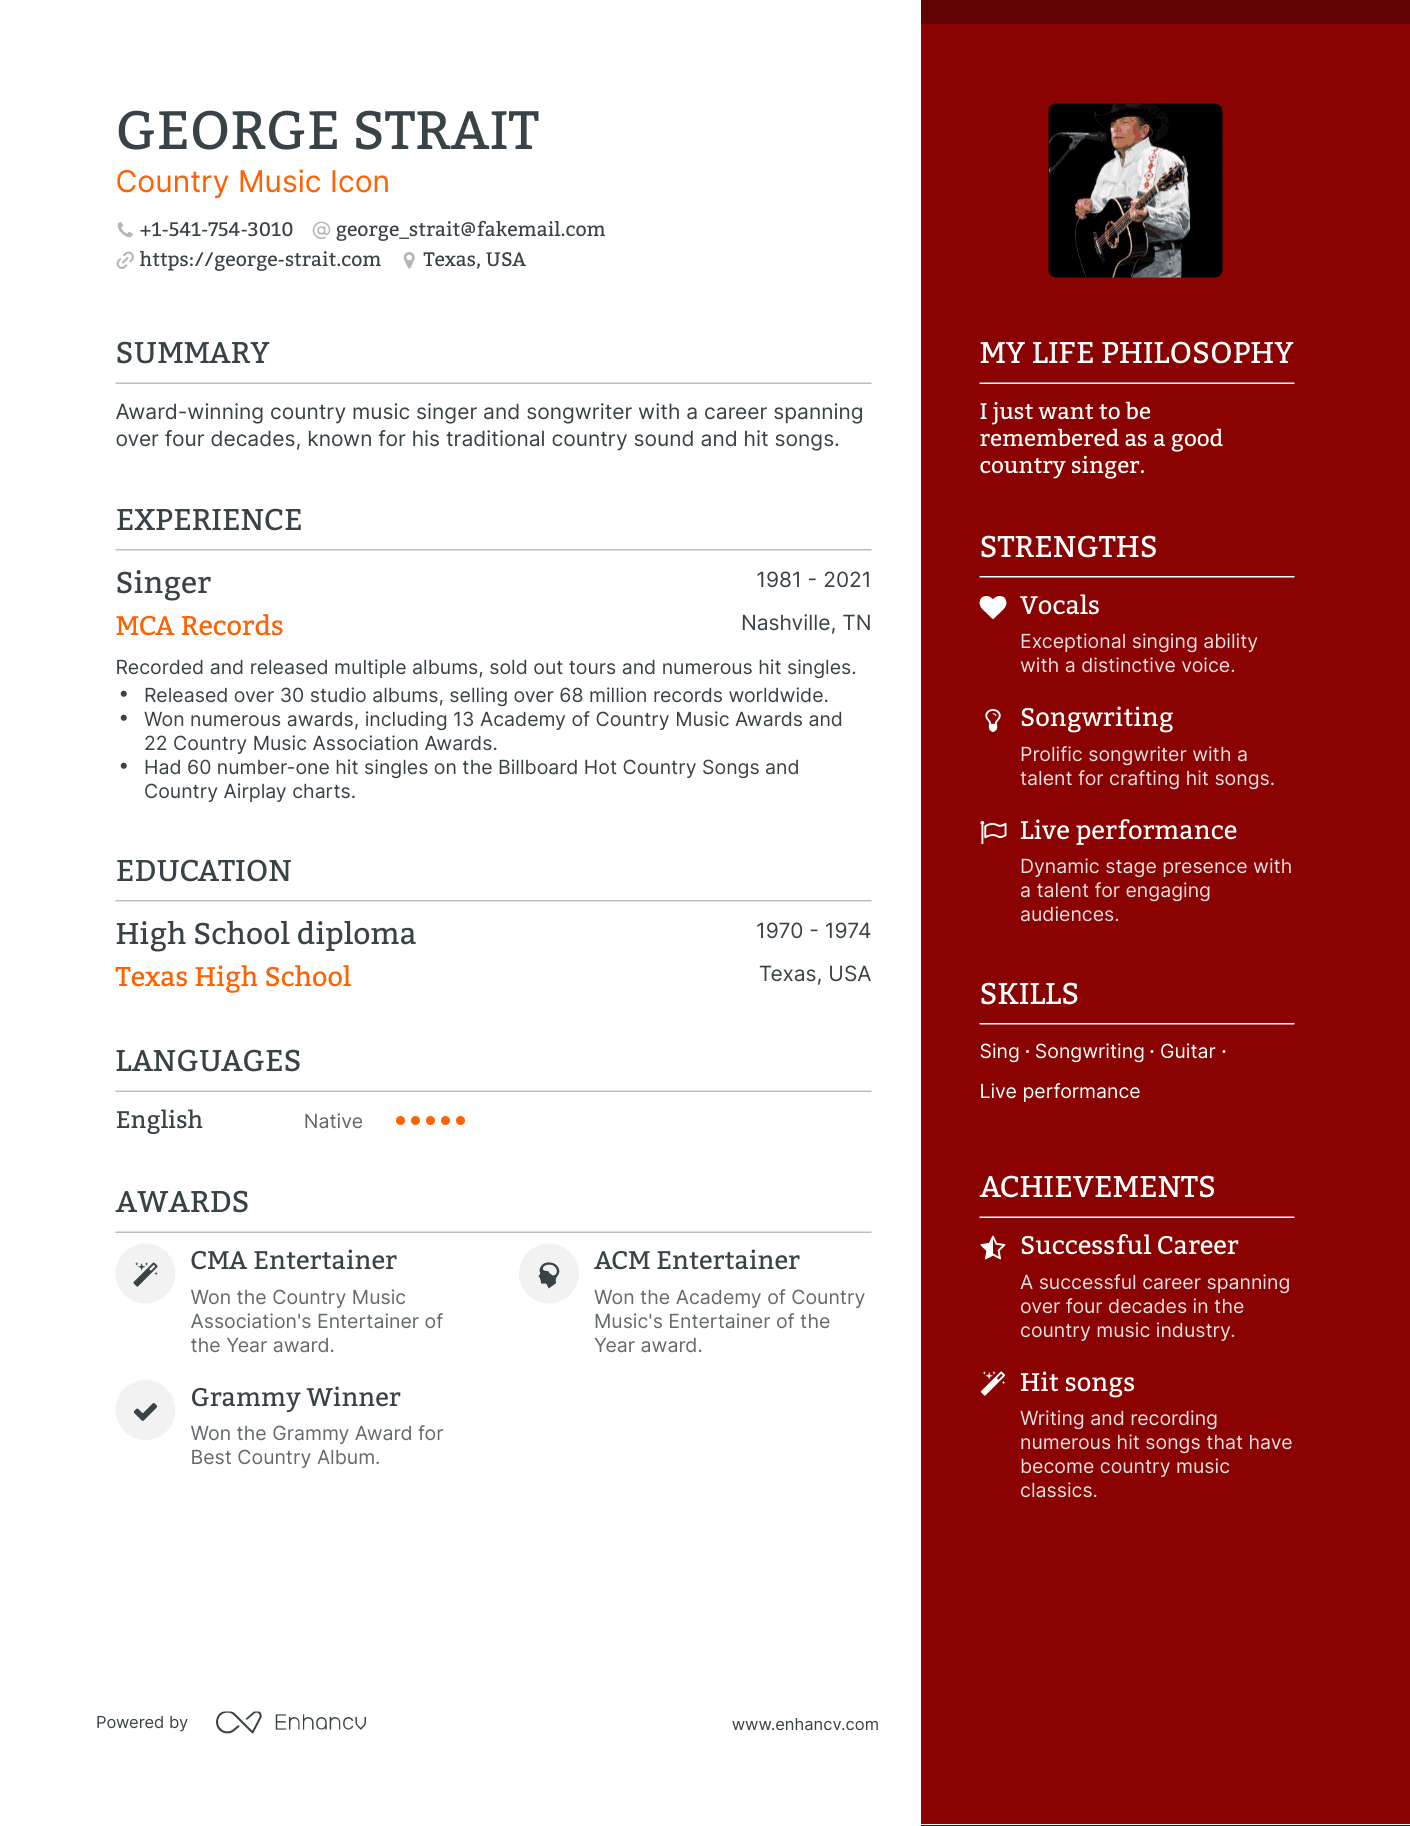 GEORGE STRAIT
Country Music Icon
+1-541-754-3010 @ george_strait@fakemail.com
https://george-strait.com Texas, USA
SUMMARY
Award-winning country music singer and songwriter with a career spanning
over four decades, known for his traditional country sound and hit songs.
EXPERIENCE
Singer 1981 - 2021
MCA Records Nashville, TN
Recorded and released multiple albums, sold out tours and numerous hit singles.
• Released over 30 studio albums, selling over 68 million records worldwide.
• Won numerous awards, including 13 Academy of Country Music Awards and
22 Country Music Association Awards.
• Had 60 number-one hit singles on the Billboard Hot Country Songs and
Country Airplay charts.
EDUCATION
High School diploma 1970 - 1974
Texas High School Texas, USA
LANGUAGES
English Native
AWARDS
CMA Entertainer
Won the Country Music
Association's Entertainer of
the Year award.
ACM Entertainer
Won the Academy of Country
Music's Entertainer of the
Year award.
Grammy Winner
Won the Grammy Award for
Best Country Album.
MY LIFE PHILOSOPHY
I just want to be
remembered as a good
country singer.
STRENGTHS
Vocals
Exceptional singing ability
with a distinctive voice.
Songwriting
Prolific songwriter with a
talent for crafting hit songs.
Live performance
Dynamic stage presence with
a talent for engaging
audiences.
SKILLS
Sing · Songwriting · Guitar ·
Live performance
ACHIEVEMENTS
Successful Career
A successful career spanning
over four decades in the
country music industry.
Hit songs
Writing and recording
numerous hit songs that have
become country music
classics.
Powered by Enhancv www.enhancv.com